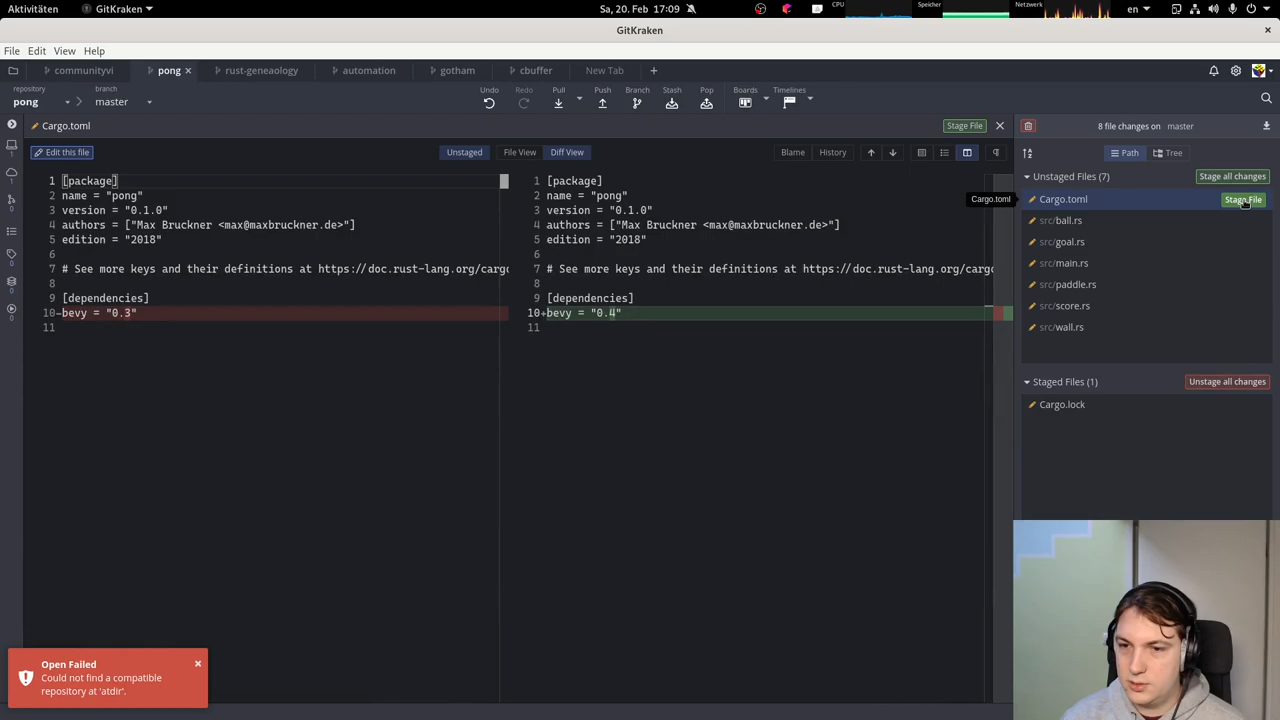 Aktivitäten GitKraken Sa, 20. Feb 17:09 CPU Speicher Netzwerk en
GitKraken
File Edit View Help
communityvi pong rust-geneaology automation gotham cbuffer New Tab
repository branch Undo Redo Pull Push Branch Stash Pop Boards Timelines
pong master
Cargo.toml Stage File 8 file changes on master
Edit this file Unstaged File View Diff View Blame History Path Tree
Unstaged Files (7) Stage all changes
Cargo.toml Cargo.toml Stage File
src/ball.rs
src/goal.rs
src/main.rs
src/paddle.rs
src/score.rs
src/wall.rs
Staged Files (1) Unstage all changes
Cargo.lock
1 [package]
2 name = "pong"
3 version = "0.1.0"
4 authors = ["Max Bruckner <max@maxbruckner.de>"]
5 edition = "2018"
6
7 # See more keys and their definitions at https://doc.rust-lang.org/cargo
8
9 [dependencies]
10- bevy = "0.3"
11
1 [package]
2 name = "pong"
3 version = "0.1.0"
4 authors = ["Max Bruckner <max@maxbruckner.de>"]
5 edition = "2018"
6
7 # See more keys and their definitions at https://doc.rust-lang.org/cargo
8
9 [dependencies]
10+ bevy = "0.4"
11
Open Failed
Could not find a compatible
repository at 'atdir'.